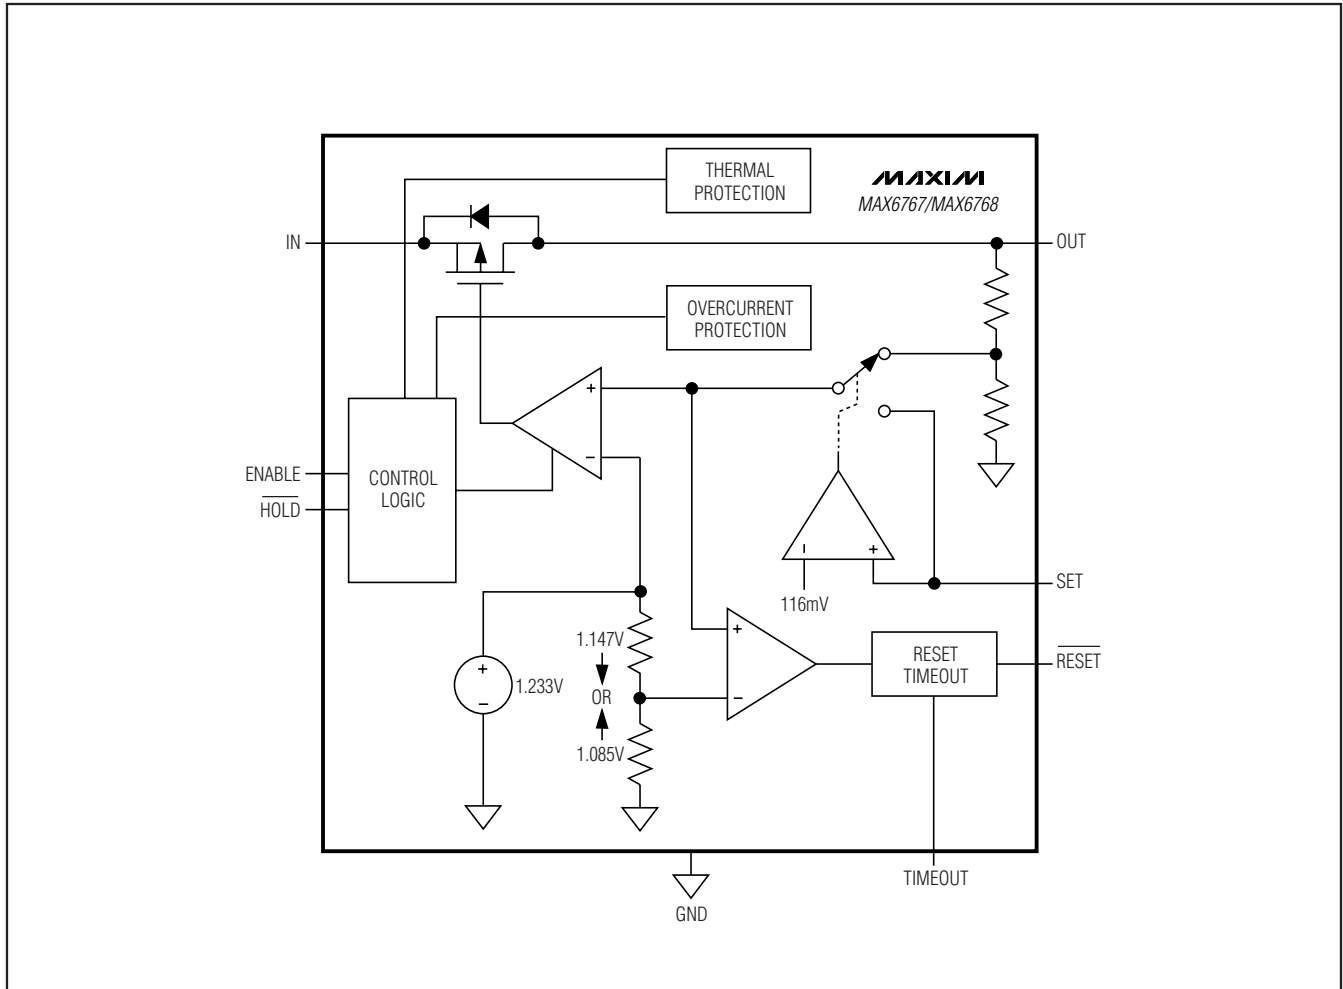 THERMAL
PROTECTION
MAXIM
MAX6767/MAX6768
IN
OUT
OVERCURRENT
PROTECTION
+
−
ENABLE
HOLD
CONTROL
LOGIC
− +
116mV
SET
1.147V
OR
1.085V
+
−
1.233V
+
−
RESET
TIMEOUT
RESET
TIMEOUT
GND